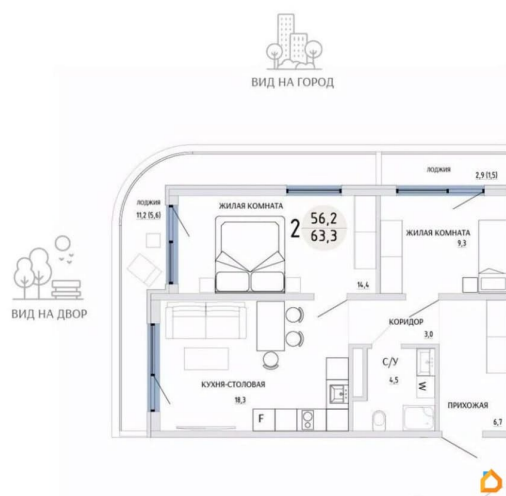 ВИД НА ГОРОД
ЛОДЖИЯ
2,9 (1,5)
ЛОДЖИЯ
11,2 (5,6)
ЖИЛАЯ КОМНАТА
2
56,2
63,3
ЖИЛАЯ КОМНАТА
9,3
14,4
ВИД НА ДВОР
КОРИДОР
3,0
С/У
4,5
W
КУХНЯ-СТОЛОВАЯ
18,3
F
ПРИХОЖАЯ
6,7